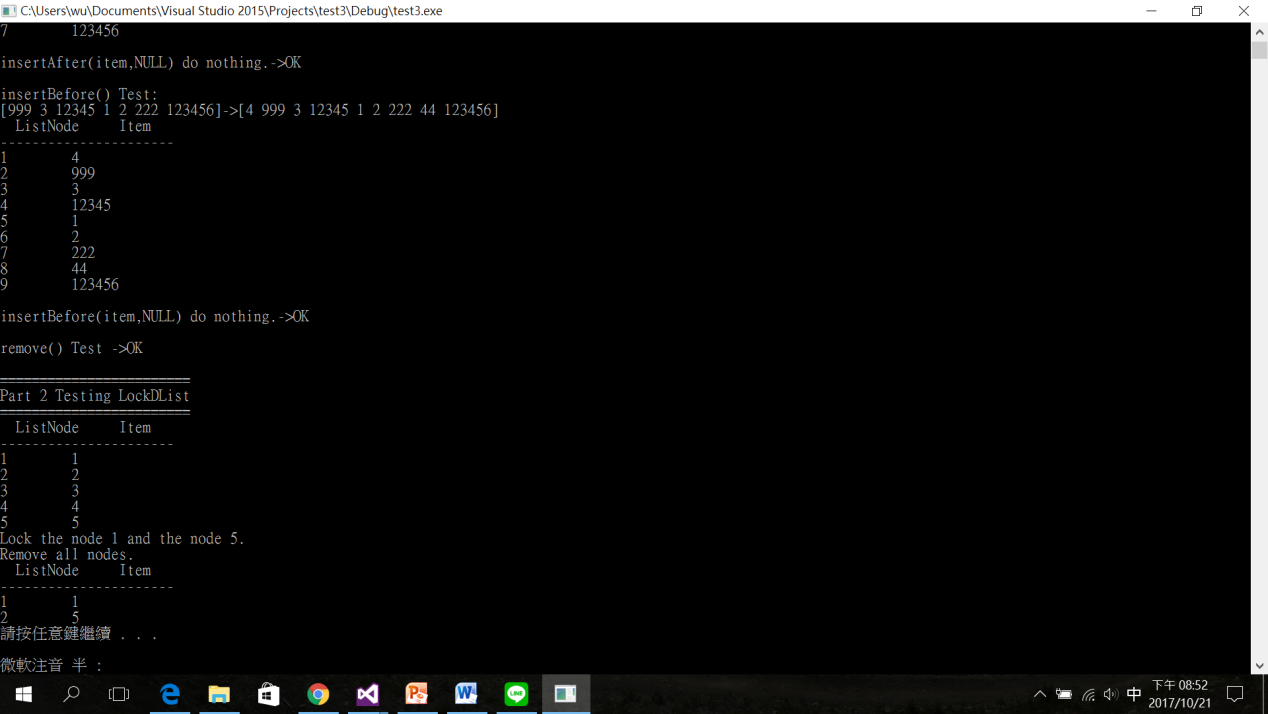 C:\Users\wu\Documents\Visual Studio 2015\Projects\test3\Debug\test3.exe
7 123456
insertAfter(item,NULL) do nothing.->OK
insertBefore() Test:
[999 3 12345 1 2 222 123456]->[4 999 3 12345 1 2 222 44 123456]
ListNode Item
----------------------
1 4
2 999
3 3
4 12345
5 1
6 2
7 222
8 44
9 123456
insertBefore(item,NULL) do nothing.->OK
remove() Test ->OK
========================
Part 2 Testing LockDList
========================
ListNode Item
----------------------
1 1
2 2
3 3
4 4
5 5
Lock the node 1 and the node 5.
Remove all nodes.
ListNode Item
----------------------
1 1
2 5
請按任意鍵繼續 . . .
微軟注音 半 :
中
下午 08:52
2017/10/21
LINE